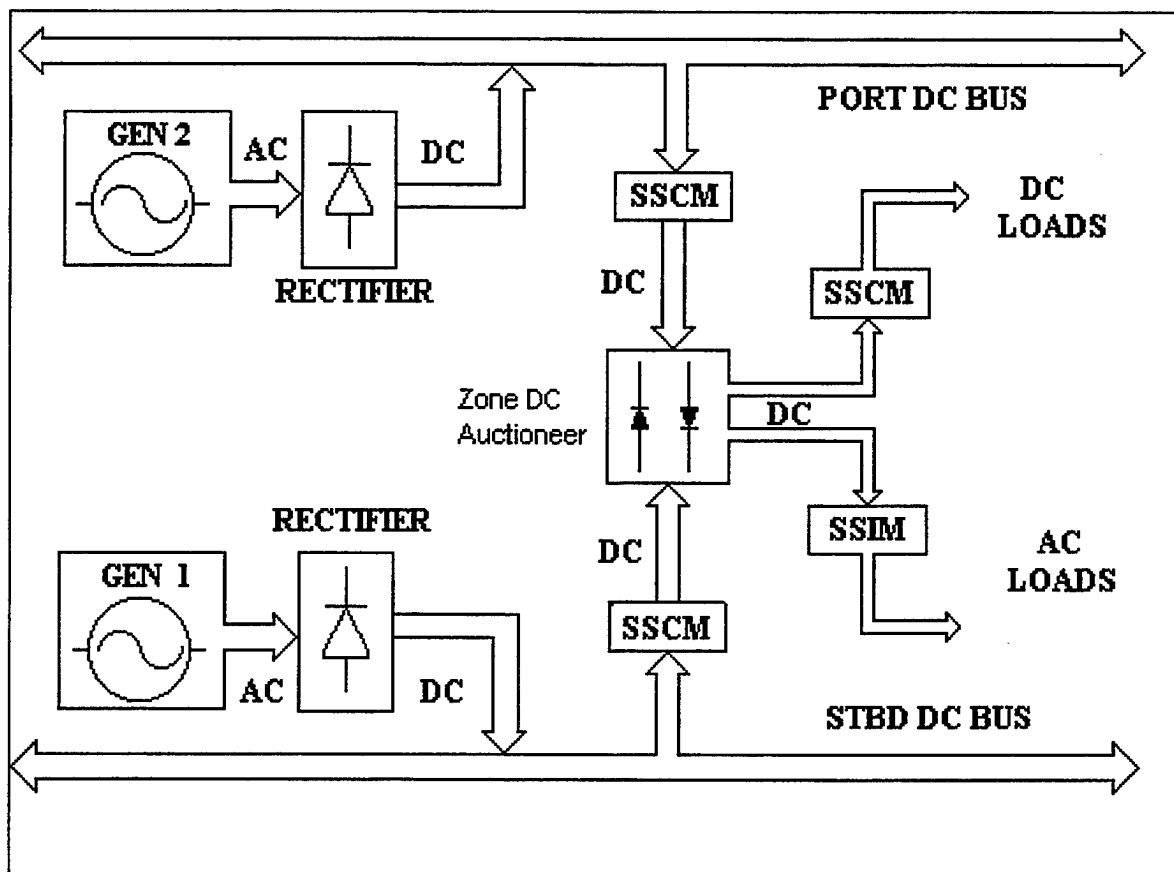 PORT DC BUS
GEN 2
AC
DC
RECTIFIER
SSCM
DC
DC
LOADS
SSCM
Zone DC
Auctioneer
DC
RECTIFIER
SSIM
GEN 1
AC
DC
DC
SSCM
AC
LOADS
STBD DC BUS